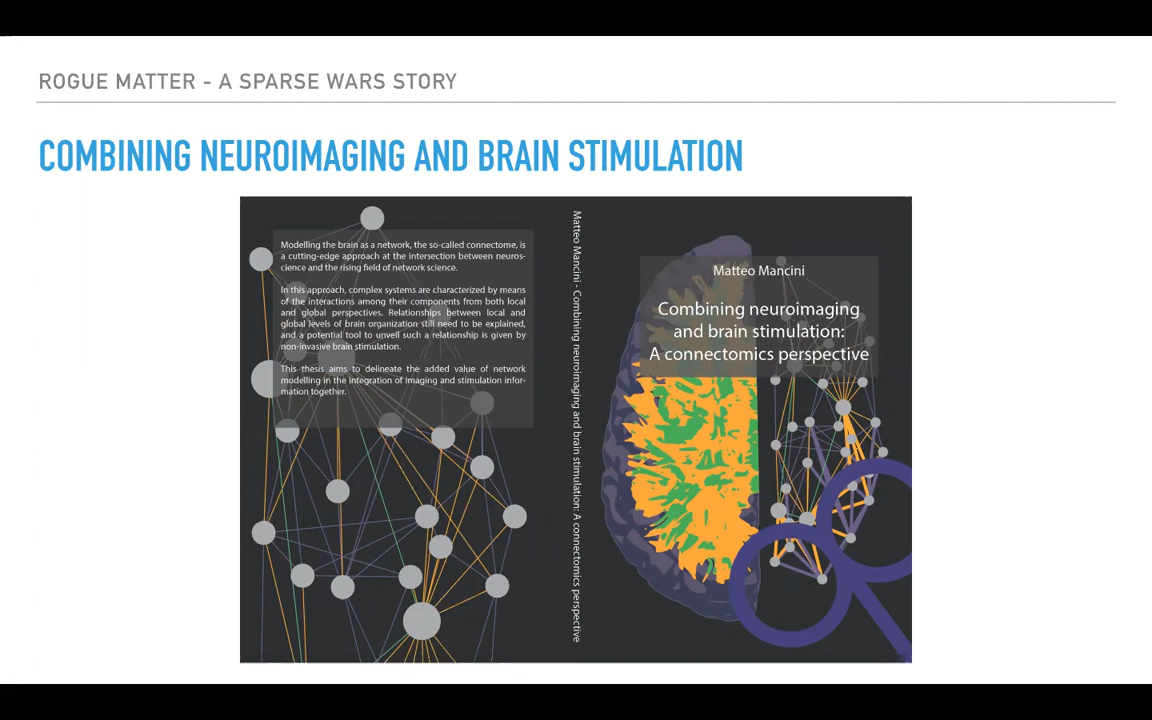 ROGUE MATTER - A SPARSE WARS STORY
COMBINING NEUROIMAGING AND BRAIN STIMULATION
Modelling the brain as a network, the so-called connectome, is
a cutting-edge approach at the intersection between neuros-
cience and the rising field of network science.
In this approach, complex systems are characterized by means
of the interactions among their components from both local
and global perspectives. Relationships between local and
global levels of brain organization still need to be explained,
and a potential tool to unveil such a relationship is given by
non-invasive brain stimulation.
This thesis aims to delineate the added value of network
modelling in the integration of imaging and stimulation infor-
mation together.
Matteo Mancini - Combining neuroimaging and brain stimulation: A connectomics perspective
Matteo Mancini
Combining neuroimaging
and brain stimulation:
A connectomics perspective